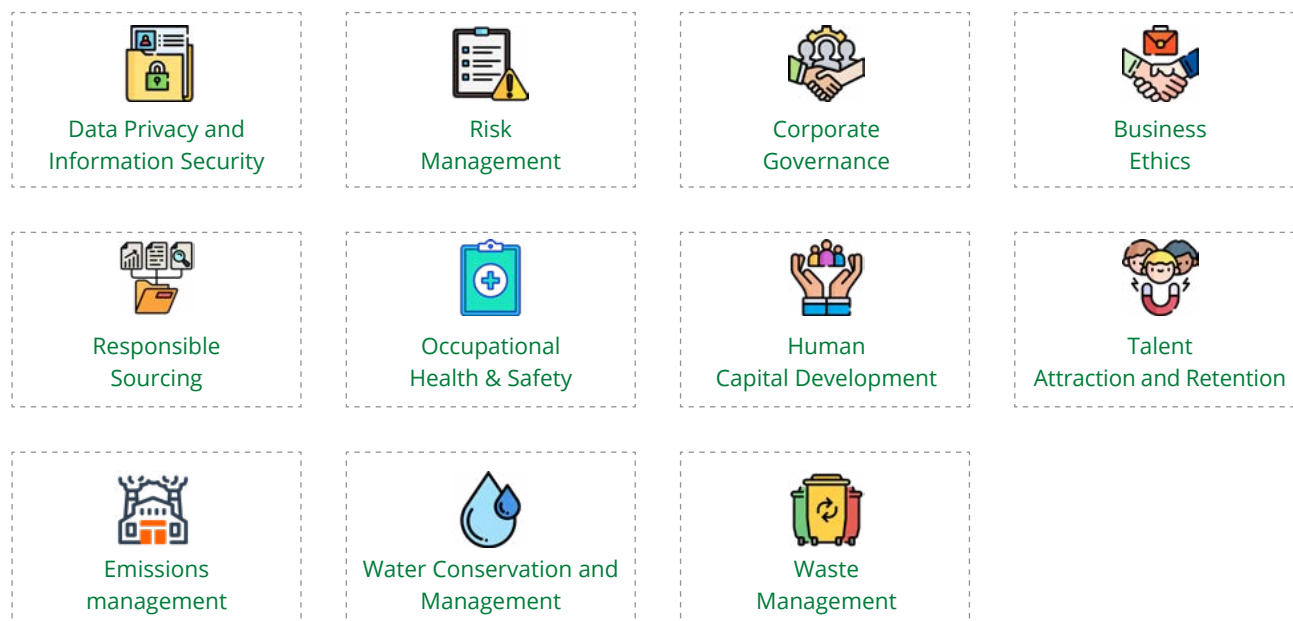 Data Privacy and
Information Security
Risk
Management
Corporate
Governance
Business
Ethics
Responsible
Sourcing
Occupational
Health & Safety
Human
Capital Development
Talent
Attraction and Retention
Emissions
management
Water Conservation and
Management
Waste
Management